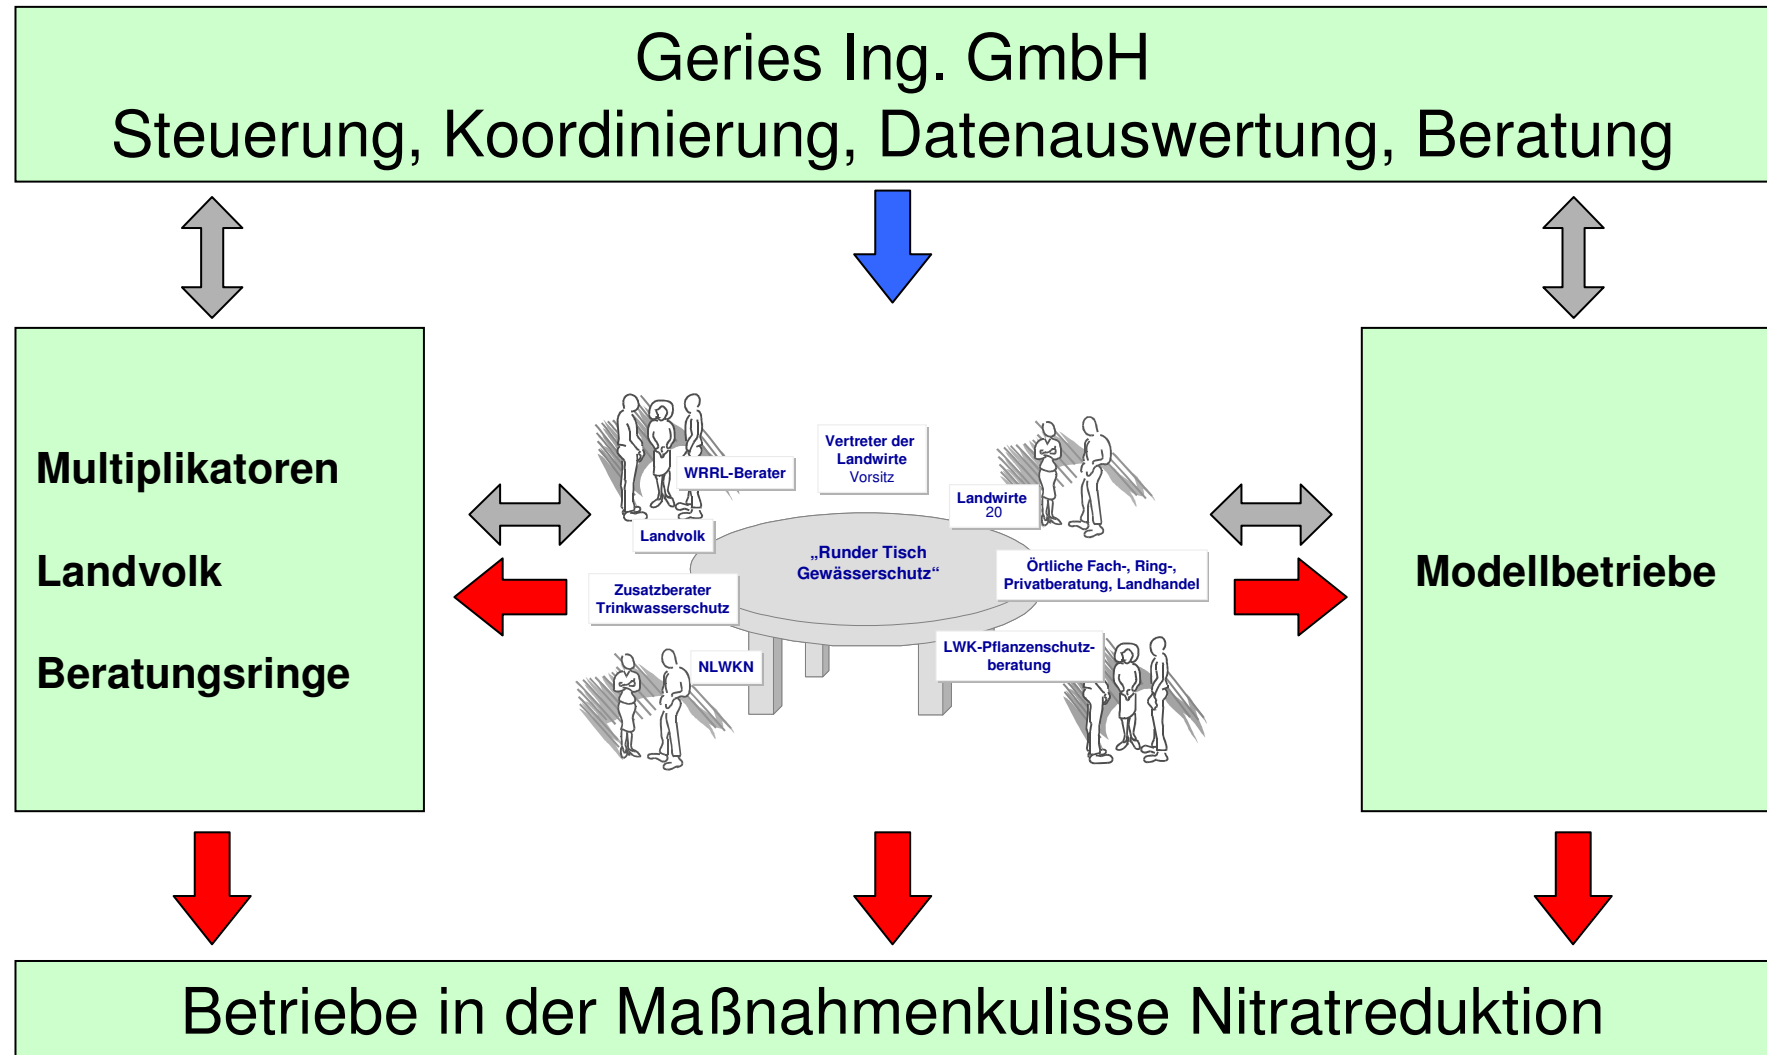 Geries Ing. GmbH
Steuerung, Koordinierung, Datenauswertung, Beratung
Multiplikatoren
Landvolk
Beratungsringe
WRRL-Berater
Vertreter der
Landwirte
Vorsitz
Landwirte
20
Landvolk
„Runder Tisch
Gewässerschutz“
Örtliche Fach-, Ring-,
Privatberatung, Landhandel
Zusatzberater
Trinkwasserschutz
NLWKN
LWK-Pflanzenschutz-
beratung
Modellbetriebe
Betriebe in der Maßnahmenkulisse Nitratreduktion